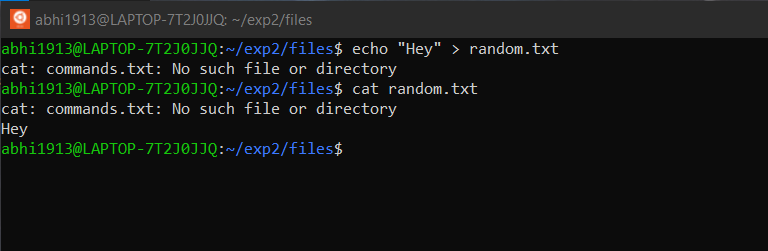 abhi1913@LAPTOP-7T2J0JJQ: ~/exp2/files
abhi1913@LAPTOP-7T2J0JJQ:~/exp2/files$ echo "Hey" > random.txt
cat: commands.txt: No such file or directory
abhi1913@LAPTOP-7T2J0JJQ:~/exp2/files$ cat random.txt
cat: commands.txt: No such file or directory
Hey
abhi1913@LAPTOP-7T2J0JJQ:~/exp2/files$